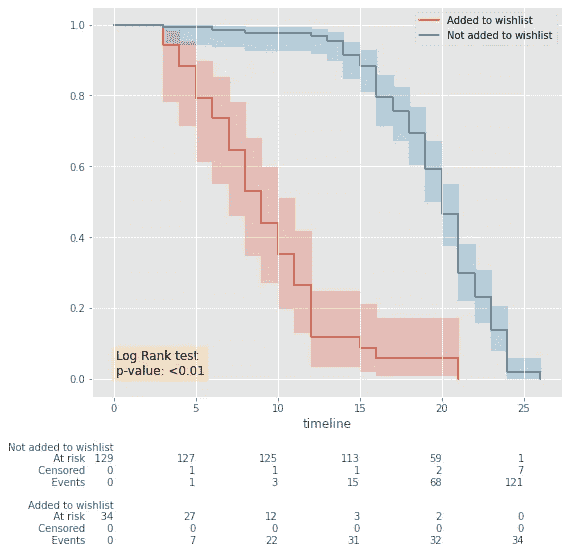 1.0
0.8
0.6
0.4
0.2
0.0
Added to wishlist
Not added to wishlist
Log Rank test
p-value: <0.01
0 5 10 15 20 25
timeline
Not added to wishlist
At risk 129 127 125 113 59 1
Censored 0 1 1 1 2 7
Events 0 1 3 15 68 121
Added to wishlist
At risk 34 27 12 3 2 0
Censored 0 0 0 0 0 0
Events 0 7 22 31 32 34